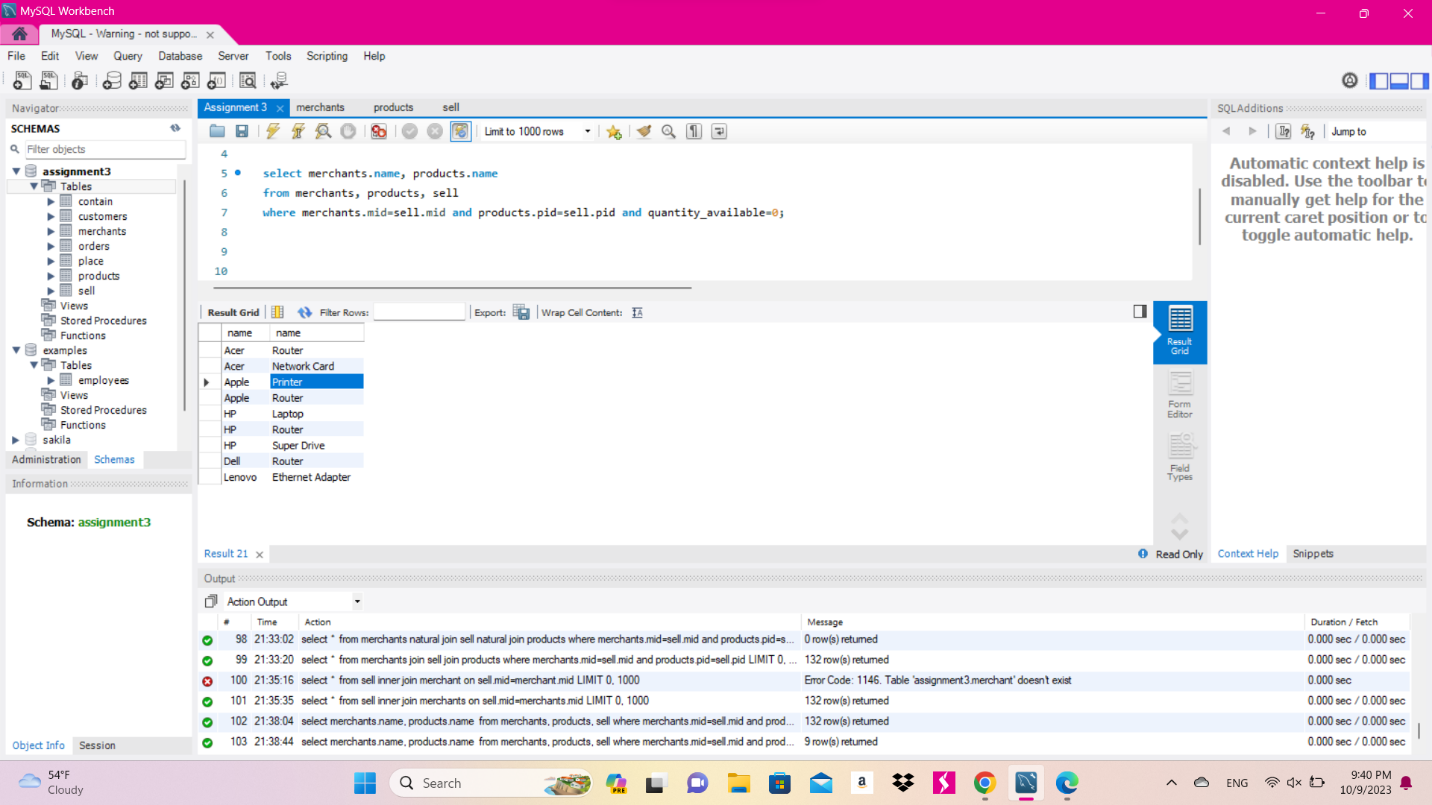 MySQL Workbench
MySQL - Warning - not suppo...
File Edit View Query Database Server Tools Scripting Help
Navigator
SCHEMAS
Filter objects
assignment3
Tables
contain
customers
merchants
orders
place
products
sell
Views
Stored Procedures
Functions
examples
Tables
employees
Views
Stored Procedures
Functions
sakila
Administration Schemas
Information
Schema: assignment3
Object Info Session
Assignment 3 merchants products sell
Limit to 1000 rows
4
5 select merchants.name, products.name
6 from merchants, products, sell
7 where merchants.mid=sell.mid and products.pid=sell.pid and quantity_available=0;
8
9
10
Result Grid Filter Rows: Export: Wrap Cell Content:
name name
Acer Router
Acer Network Card
Apple Printer
Apple Router
HP Laptop
HP Router
HP Super Drive
Dell Router
Lenovo Ethernet Adapter
Result Grid
Form Editor
Field Types
Result 21
Read Only
SQLAdditions
Jump to
Automatic context help is
disabled. Use the toolbar to
manually get help for the
current caret position or to
toggle automatic help.
Context Help Snippets
Output
Action Output
# Time Action Message Duration / Fetch
98 21:33:02 select * from merchants natural join sell natural join products where merchants.mid=sell.mid and products.pid=s... 0 row(s) returned 0.000 sec / 0.000 sec
99 21:33:20 select * from merchants join sell join products where merchants.mid=sell.mid and products.pid=sell.pid LIMIT 0, ... 132 row(s) returned 0.000 sec / 0.000 sec
100 21:35:16 select * from sell inner join merchant on sell.mid=merchant.mid LIMIT 0, 1000 Error Code: 1146. Table 'assignment3.merchant' doesn't exist 0.000 sec
101 21:35:35 select * from sell inner join merchants on sell.mid=merchants.mid LIMIT 0, 1000 132 row(s) returned 0.000 sec / 0.000 sec
102 21:38:04 select merchants.name, products.name from merchants, products, sell where merchants.mid=sell.mid and prod... 132 row(s) returned 0.000 sec / 0.000 sec
103 21:38:44 select merchants.name, products.name from merchants, products, sell where merchants.mid=sell.mid and prod... 9 row(s) returned 0.000 sec / 0.000 sec
54°F
Cloudy
Search
PRE
a
ENG
9:40 PM
10/9/2023